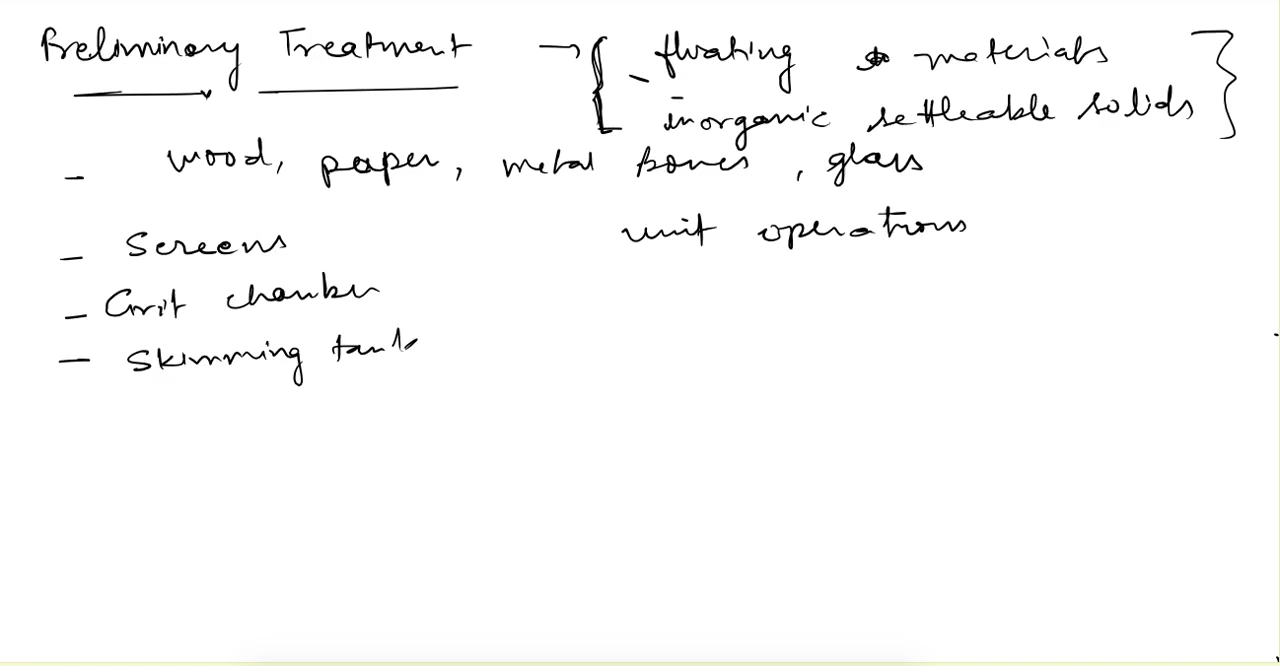 Preliminary Treatment → { - floating materials }
- inorganic settleable solids
- wood, paper, metal bones, glass
- Screens unit operations
- Grit chamber
- Skimming tank